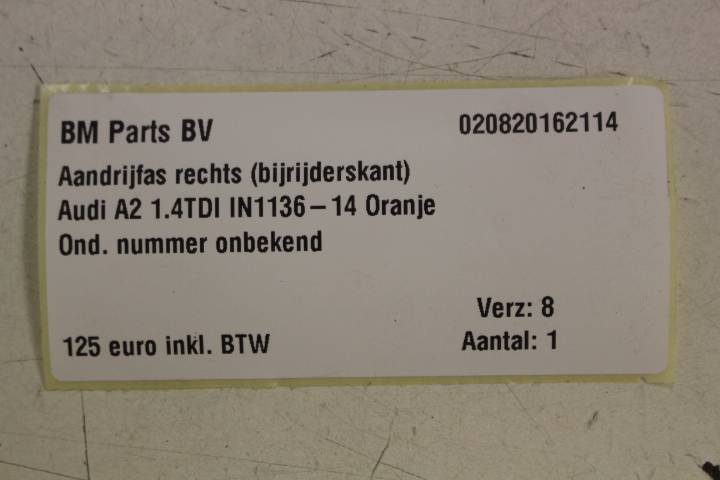 BM Parts BV 020820162114
Aandrijfas rechts (bijrijderskant)
Audi A2 1.4TDI IN1136-14 Oranje
Ond. nummer onbekend
Verz: 8
125 euro inkl. BTW Aantal: 1